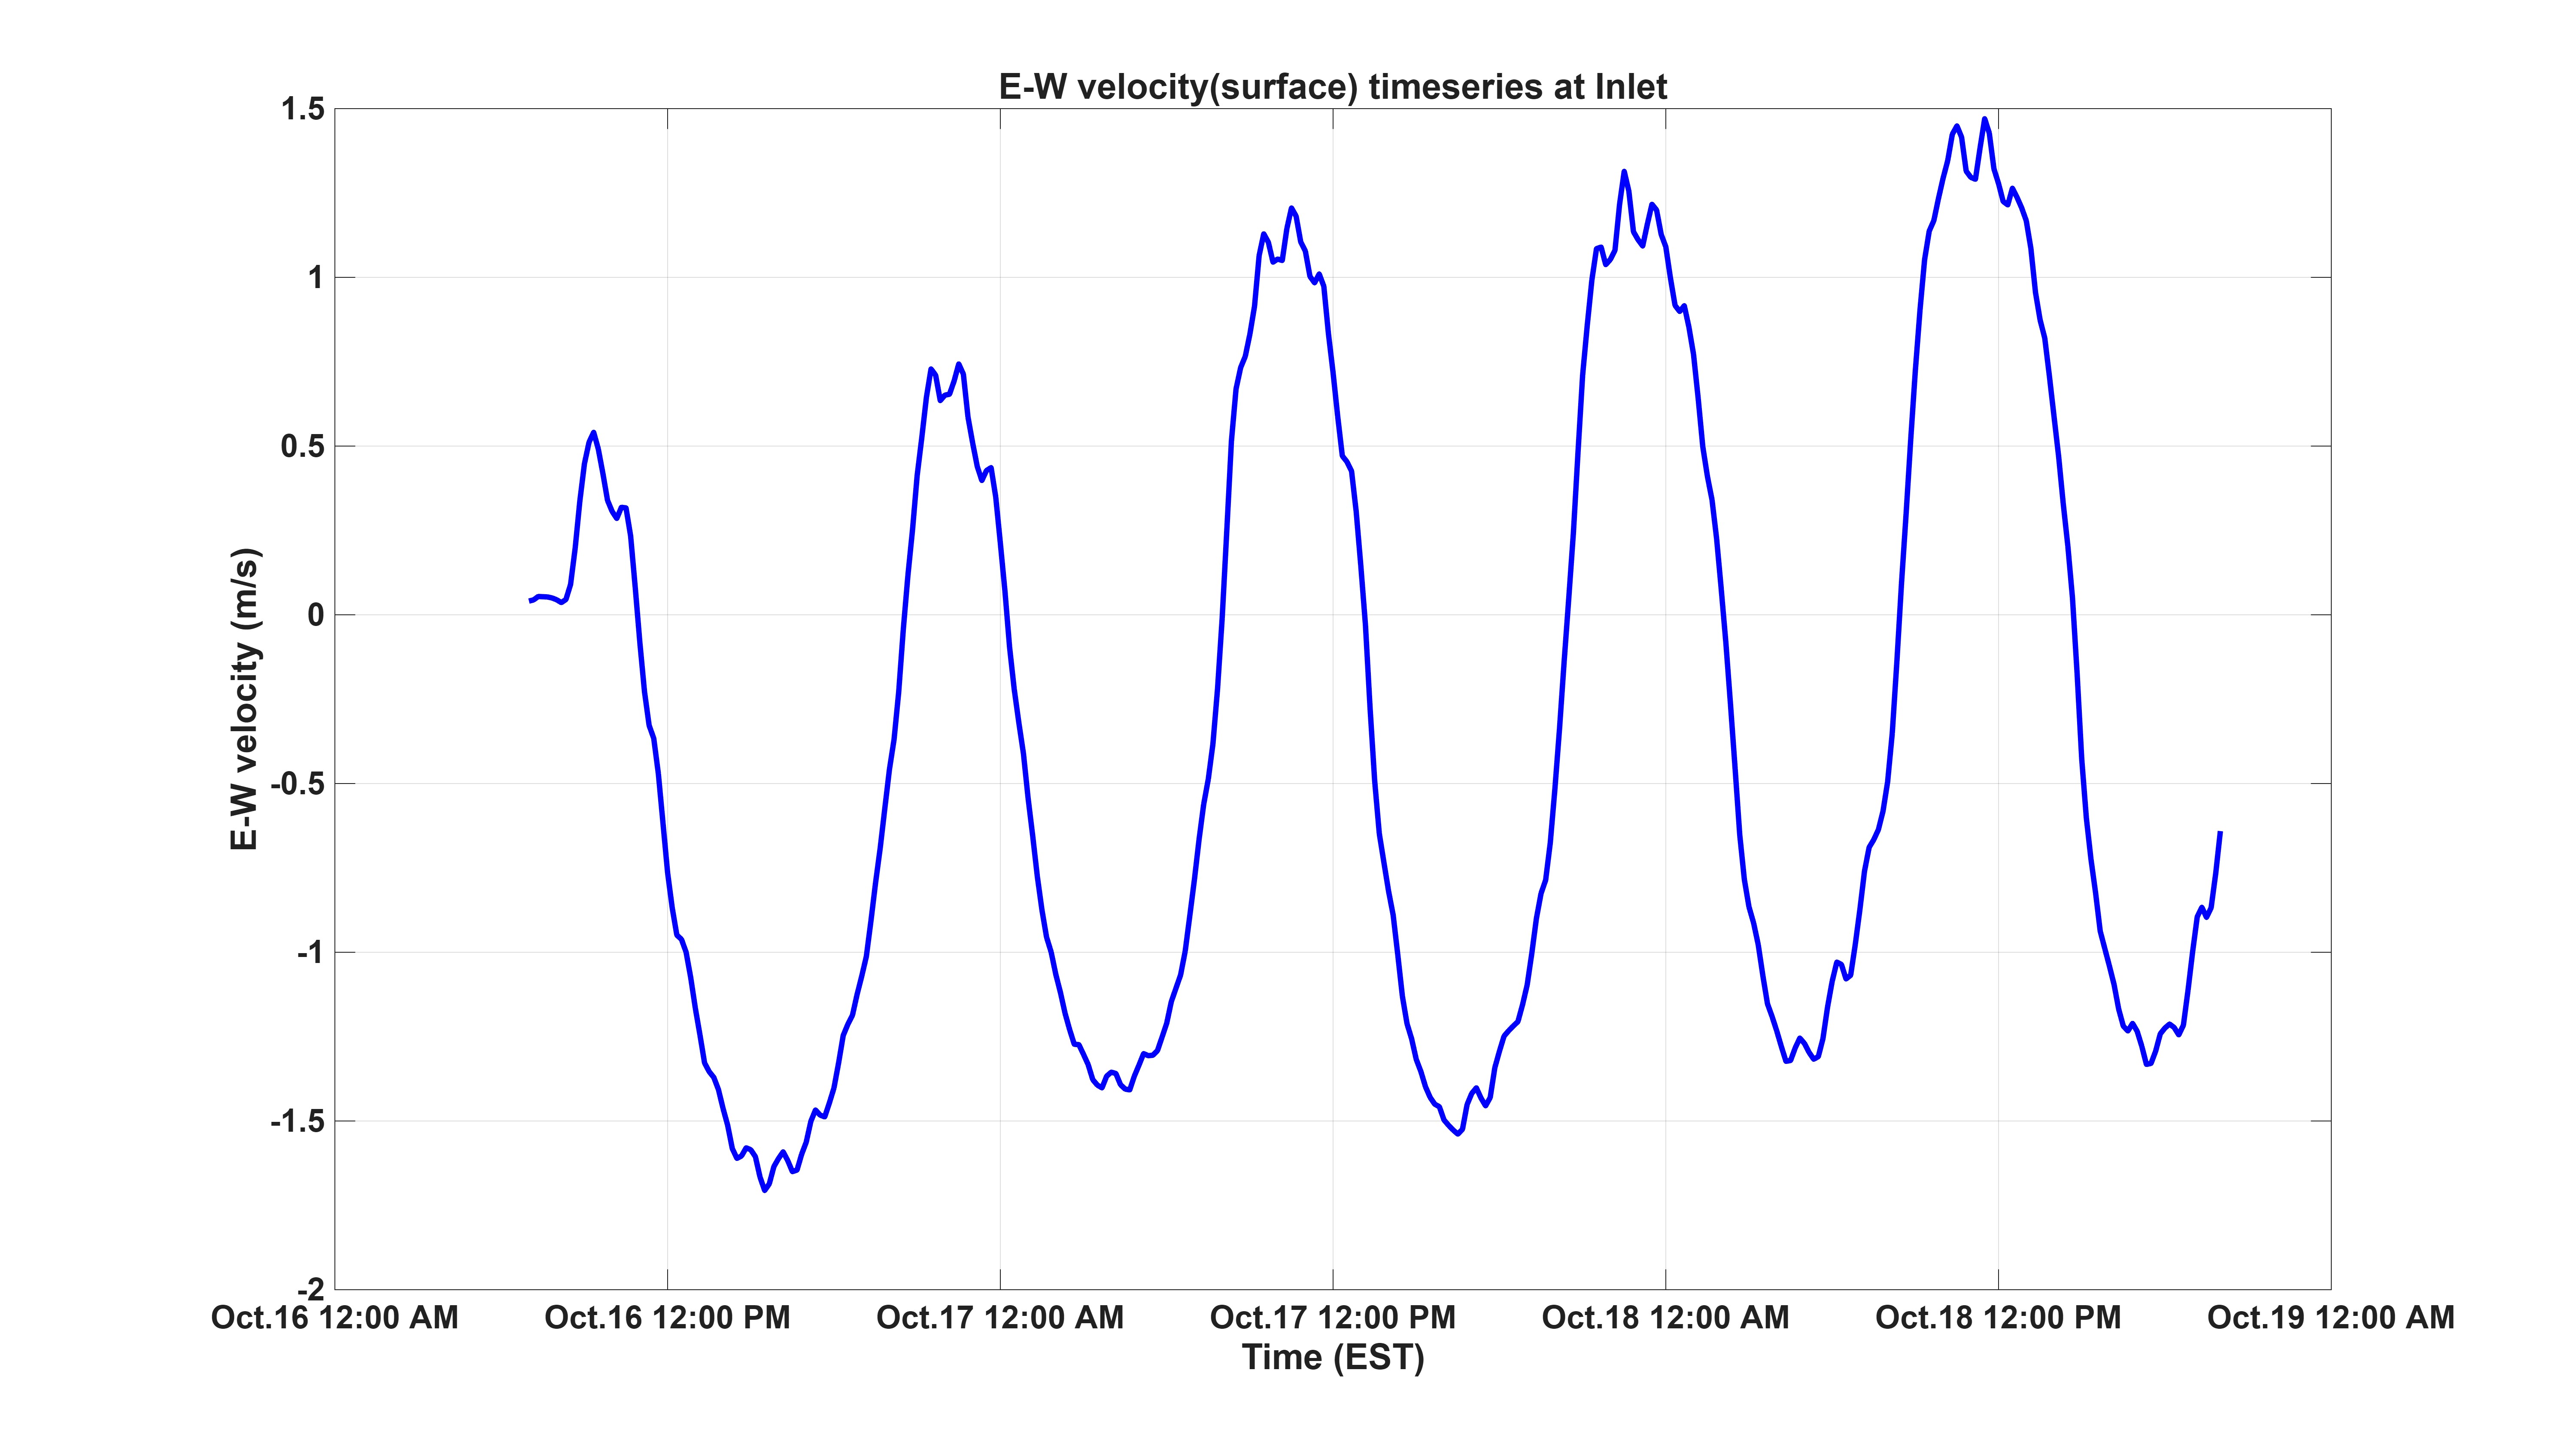 E-W velocity(surface) timeseries at Inlet
1.5
1
0.5
0
-0.5
-1
-1.5
-2
E-W velocity (m/s)
Oct.16 12:00 AM Oct.16 12:00 PM Oct.17 12:00 AM Oct.17 12:00 PM Oct.18 12:00 AM Oct.18 12:00 PM Oct.19 12:00 AM
Time (EST)